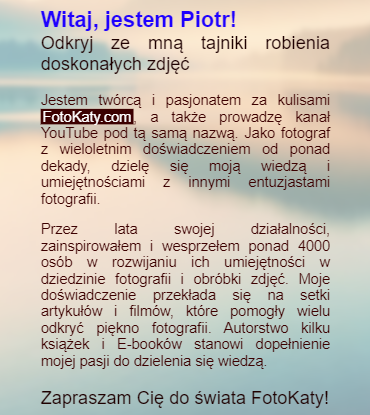 Witaj, jestem Piotr!
Odkryj ze mną tajniki robienia
doskonałych zdjęć
Jestem twórcą i pasjonatem za kulisami
FotoKaty.com, a także prowadzę kanał
YouTube pod tą samą nazwą. Jako fotograf
z wieloletnim doświadczeniem od ponad
dekady, dzielę się moją wiedzą i
umiejętnościami z innymi entuzjastami
fotografii.
Przez lata swojej działalności,
zainspirowałem i wesprzełem ponad 4000
osób w rozwijaniu ich umiejętności w
dziedzinie fotografii i obróbki zdjęć. Moje
doświadczenie przekłada się na setki
artykułów i filmów, które pomogły wielu
odkryć piękno fotografii. Autorstwo kilku
książek i E-booków stanowi dopełnienie
mojej pasji do dzielenia się wiedzą.
Zapraszam Cię do świata FotoKaty!